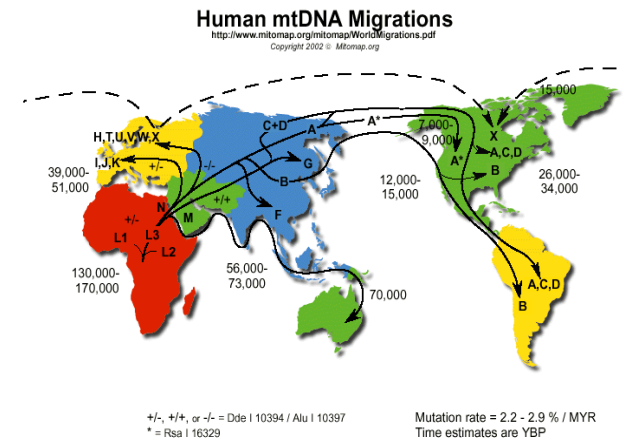 Human mtDNA Migrations
http://www.mitomap.org/mitomap/WorldMigrations.pdf
Copyright 2002 © Mitomap.org
15,000
H,T,U,V,W,X
I,J,K
+/-
-/-
39,000-
51,000
C+D
A
A*
G
B
7,000-
9,000
X
A*
A,C,D
B
26,000-
34,000
12,000-
15,000
N
+/+
M
F
+/-
L1
L3
L2
130,000-
170,000
56,000-
73,000
70,000
A,C,D
B
+/-, +/+, or -/- = Dde I 10394 / Alu I 10397
* = Rsa I 16329
Mutation rate = 2.2 - 2.9 % / MYR
Time estimates are YBP